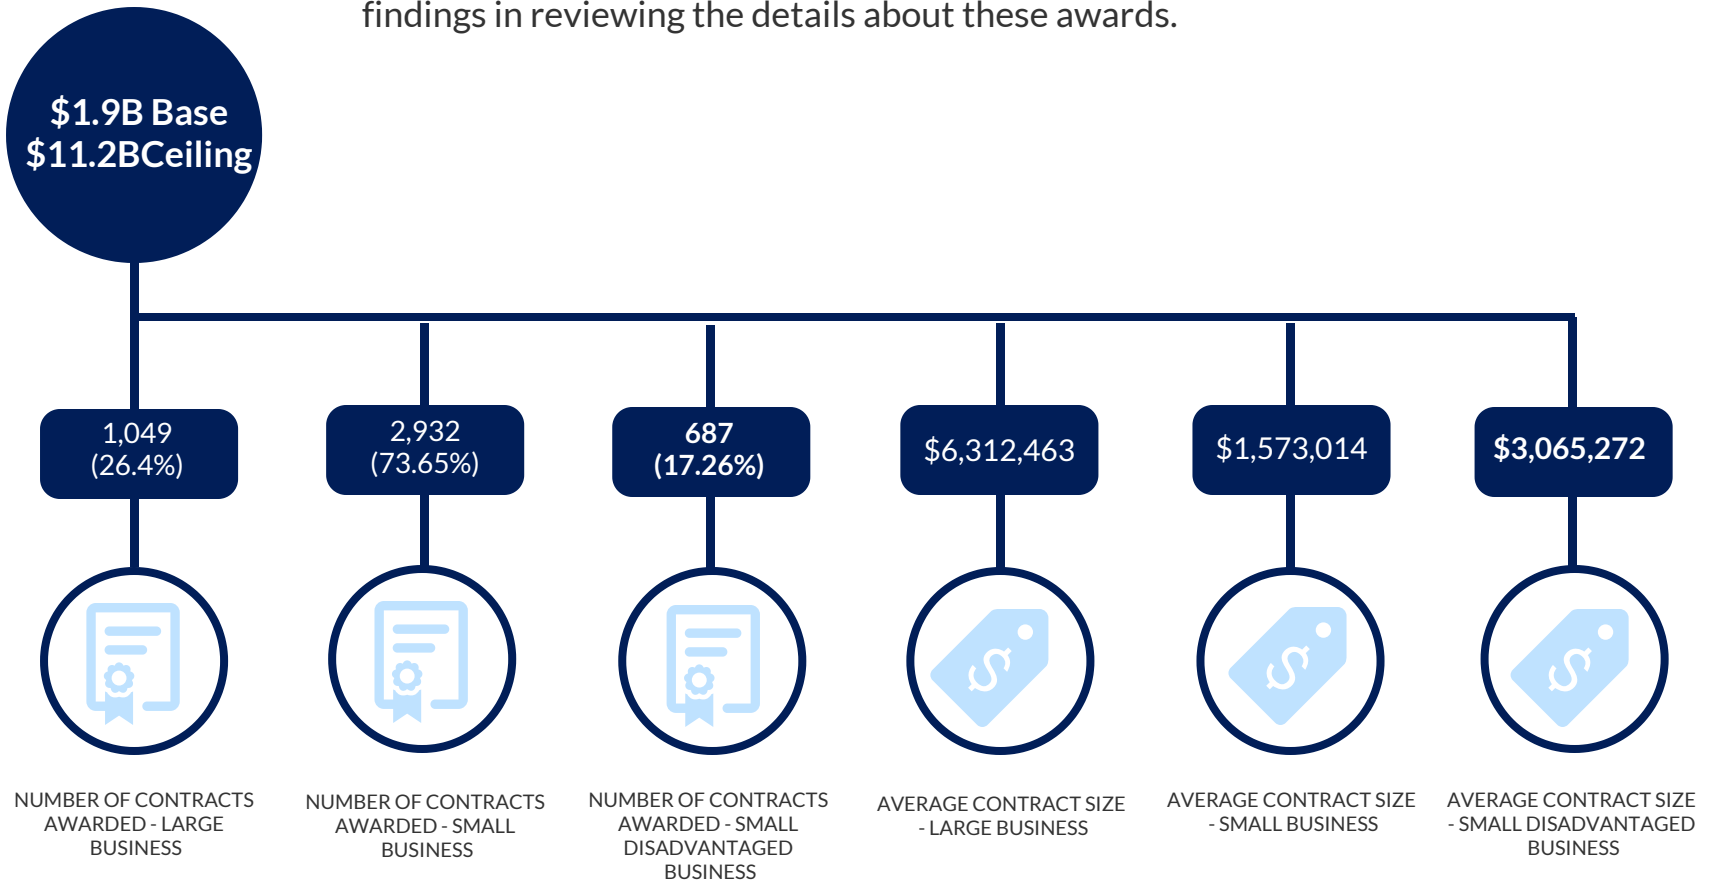 findings in reviewing the details about these awards.
$1.9B Base
$11.2BCeiling
1,049
(26.4%)
2,932
(73.65%)
687
(17.26%)
$6,312,463
$1,573,014
$3,065,272
$
$
$
NUMBER OF CONTRACTS
AWARDED - LARGE
BUSINESS
NUMBER OF CONTRACTS
AWARDED - SMALL
BUSINESS
NUMBER OF CONTRACTS
AWARDED - SMALL
DISADVANTAGED
BUSINESS
AVERAGE CONTRACT SIZE
- LARGE BUSINESS
AVERAGE CONTRACT SIZE
- SMALL BUSINESS
AVERAGE CONTRACT SIZE
- SMALL DISADVANTAGED
BUSINESS